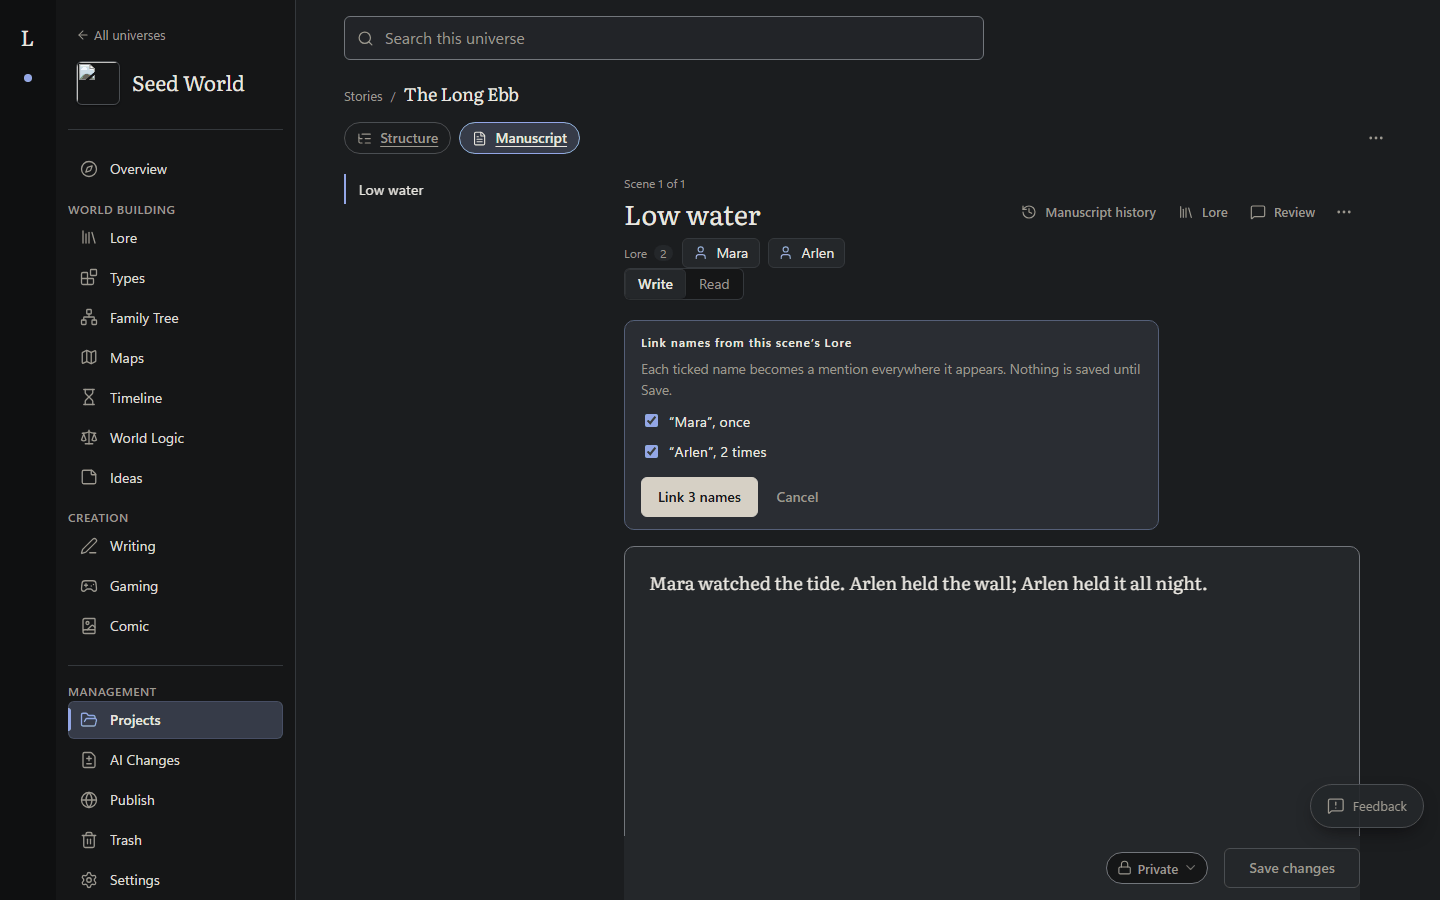 L
All universes
Seed World
Overview
WORLD BUILDING
Lore
Types
Family Tree
Maps
Timeline
World Logic
Ideas
CREATION
Writing
Gaming
Comic
MANAGEMENT
Projects
AI Changes
Publish
Trash
Settings
Search this universe
Stories / The Long Ebb
Structure
Manuscript
Low water
Scene 1 of 1
Low water
Manuscript history
Lore
Review
Lore 2 Mara Arlen
Write Read
Link names from this scene’s Lore
Each ticked name becomes a mention everywhere it appears. Nothing is saved until
Save.
“Mara”, once
“Arlen”, 2 times
Link 3 names
Cancel
Mara watched the tide. Arlen held the wall; Arlen held it all night.
Feedback
Private
Save changes